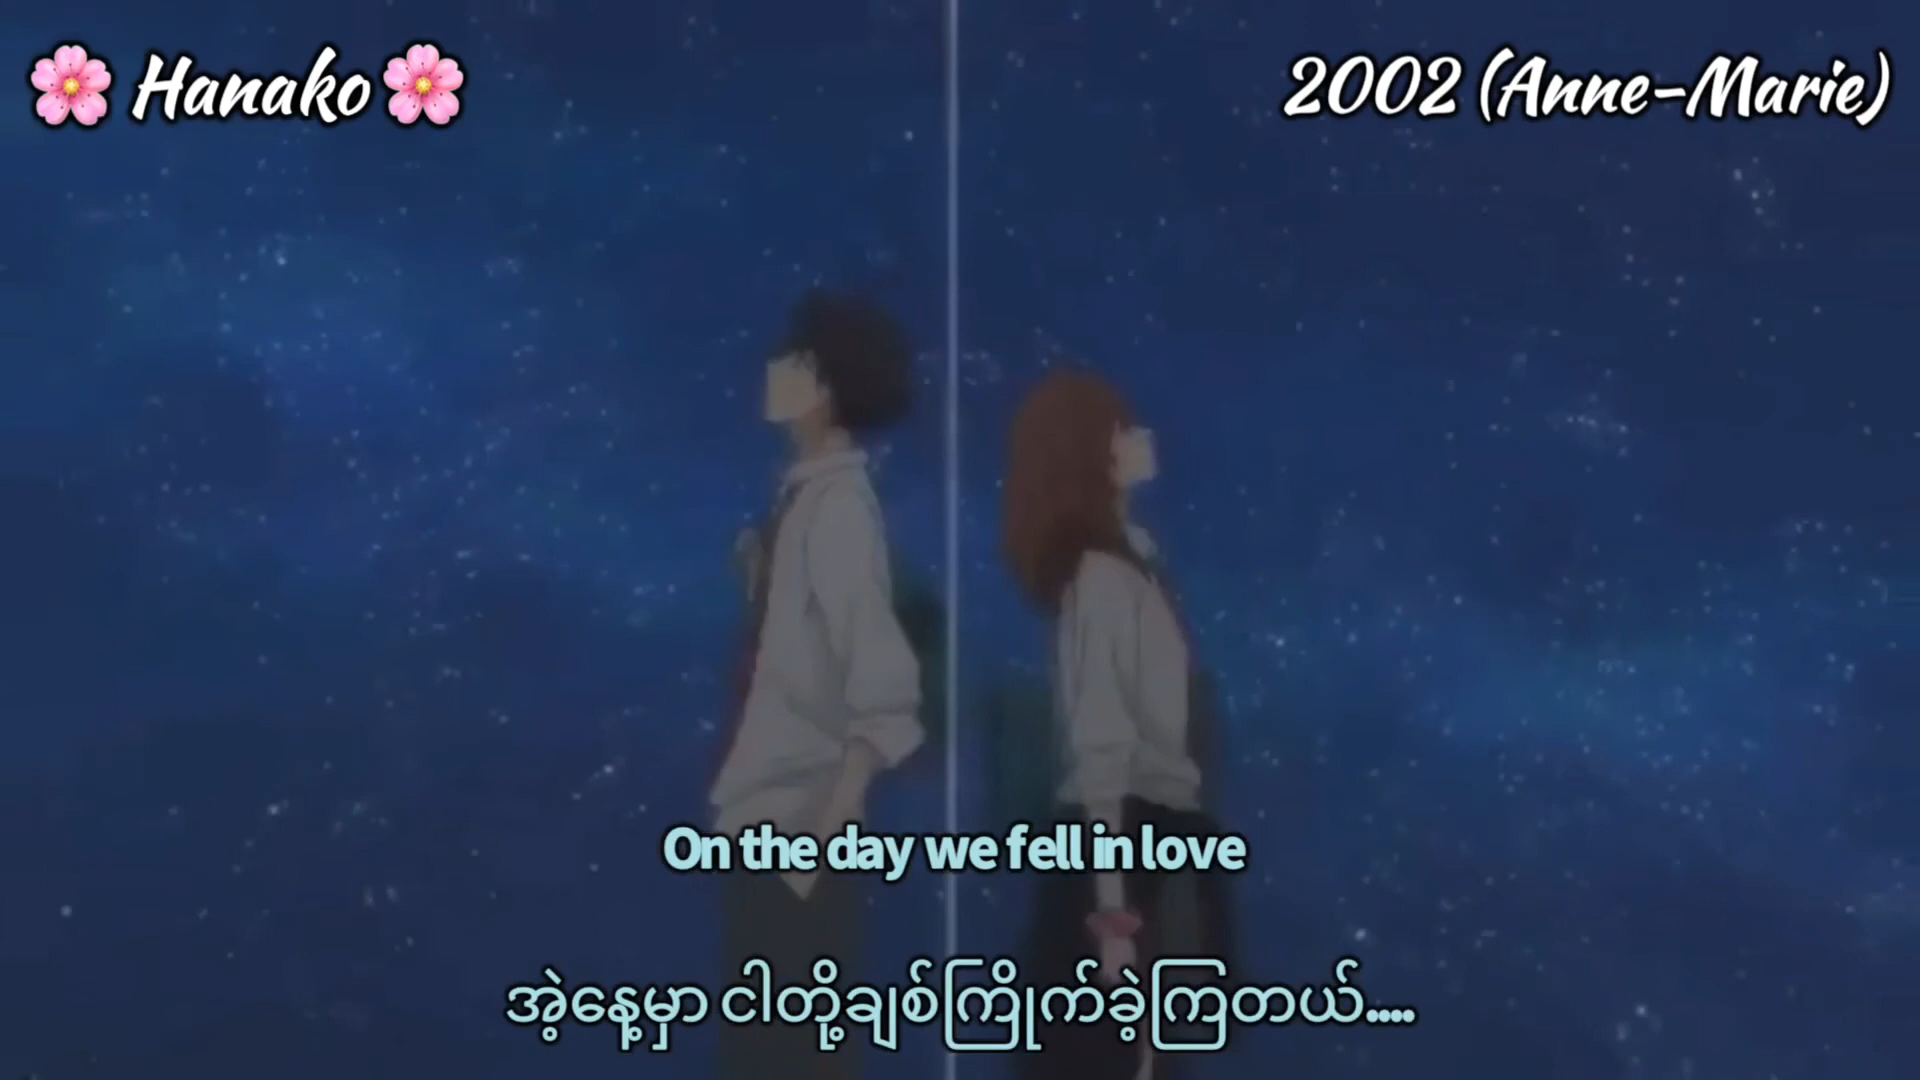 🌸 Hanako 🌸
2002 (Anne-Marie)
On the day we fell in love
အဲ့နေ့မှာ ငါတို့ချစ်ကြိုက်ခဲ့ကြတယ်....